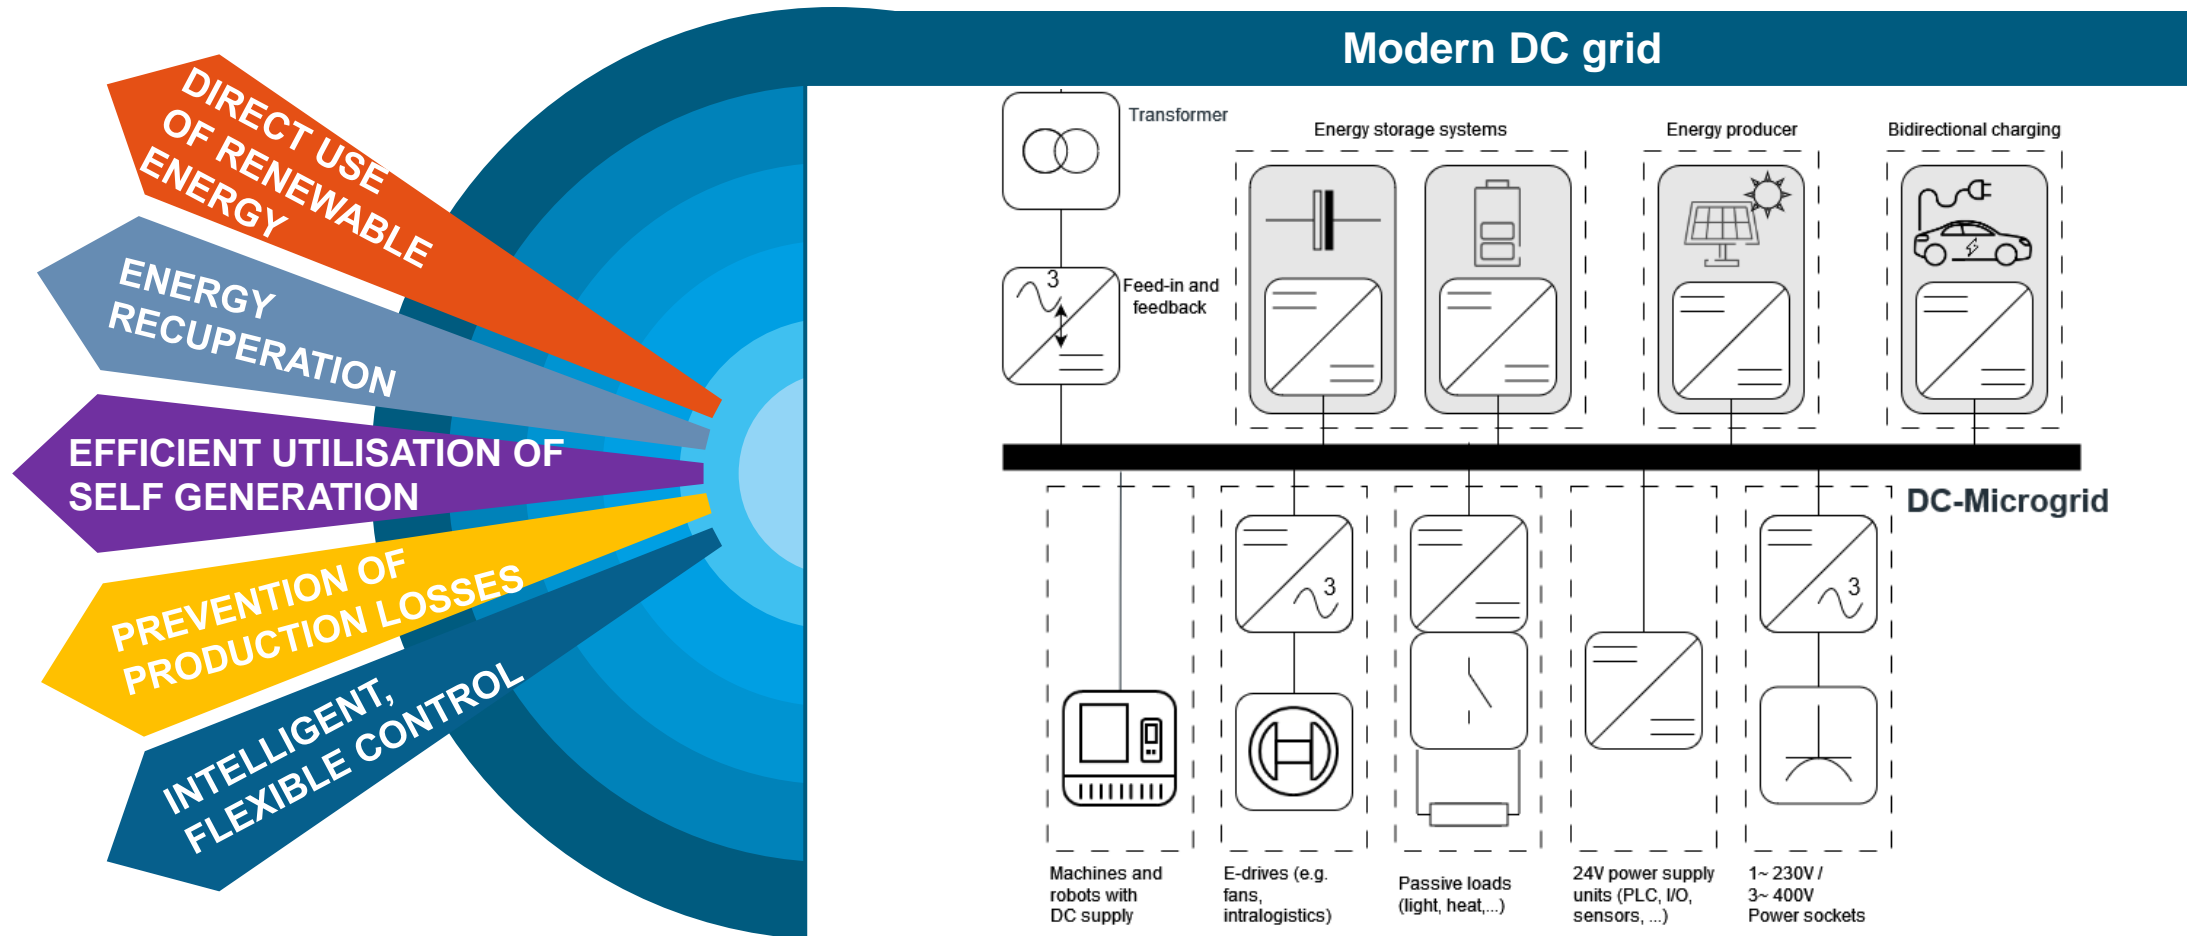 Modern DC grid
DIRECT USE
OF RENEWABLE
ENERGY
ENERGY
RECUPERATION
EFFICIENT UTILISATION OF
SELF GENERATION
PREVENTION OF
PRODUCTION LOSSES
INTELLIGENT,
FLEXIBLE CONTROL
Transformer
Energy storage systems
Energy producer
Bidirectional charging
3
Feed-in and
feedback
DC-Microgrid
3
3
Machines and
robots with
DC supply
E-drives (e.g.
fans,
intralogistics)
Passive loads
(light, heat,...)
24V power supply
units (PLC, I/O,
sensors, ...)
1~ 230V /
3~ 400V
Power sockets